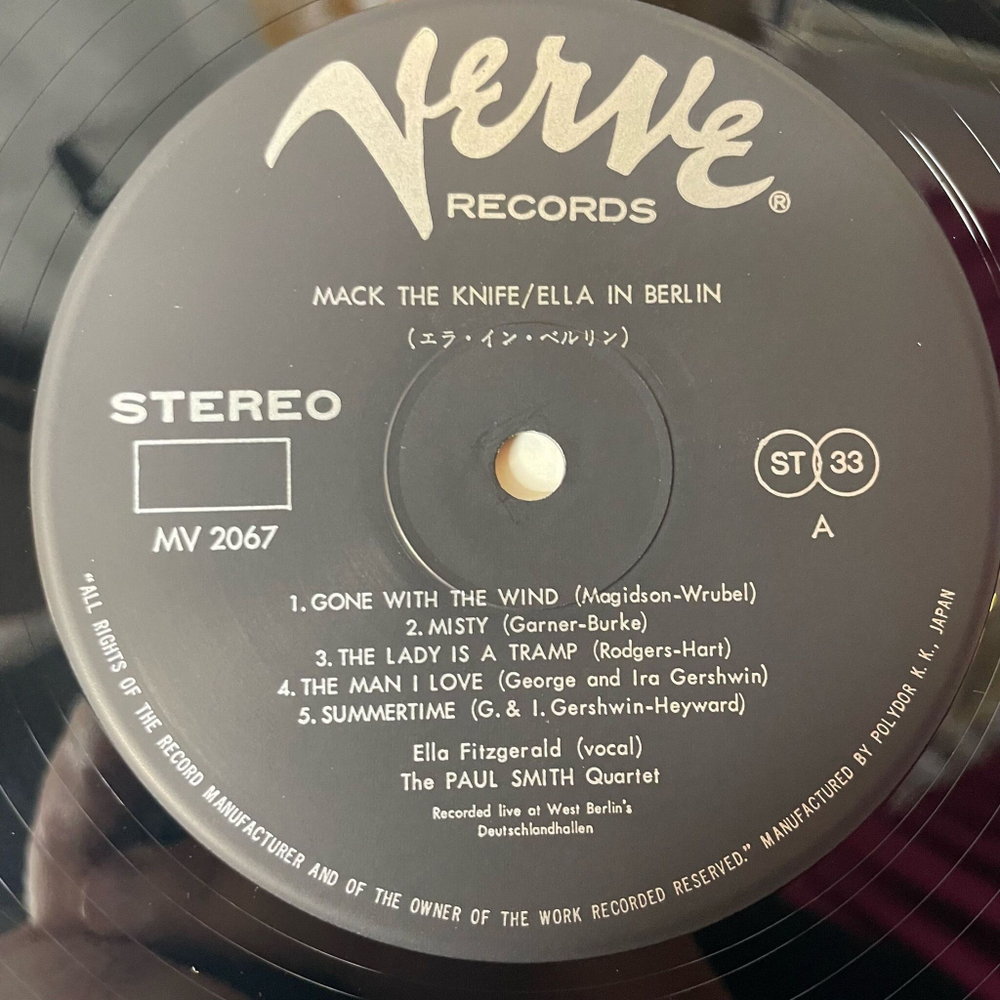 Verve
RECORDS ®
MACK THE KNIFE/ELLA IN BERLIN
(エラ・イン・ベルリン)
STEREO
MV 2067
ST 33
A
1. GONE WITH THE WIND (Magidson-Wrubel)
2. MISTY (Garner-Burke)
3. THE LADY IS A TRAMP (Rodgers-Hart)
4. THE MAN I LOVE (George and Ira Gershwin)
5. SUMMERTIME (G. & I. Gershwin-Heyward)
Ella Fitzgerald (vocal)
The PAUL SMITH Quartet
Recorded live at West Berlin's
Deutschlandhallen
"ALL RIGHTS OF THE RECORD MANUFACTURER AND OF THE OWNER OF THE WORK RECORDED RESERVED." MANUFACTURED BY POLYDOR K. K., JAPAN